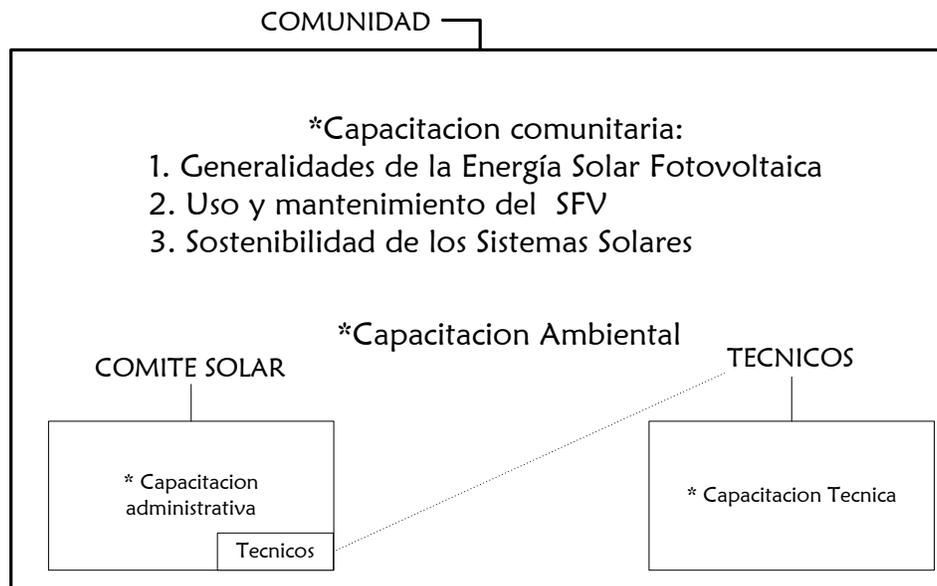 COMUNIDAD
*Capacitacion comunitaria:
1. Generalidades de la Energía Solar Fotovoltaica
2. Uso y mantenimiento del SFV
3. Sostenibilidad de los Sistemas Solares
*Capacitacion Ambiental
COMITE SOLAR
TECNICOS
* Capacitacion
administrativa
Tecnicos
* Capacitacion Tecnica